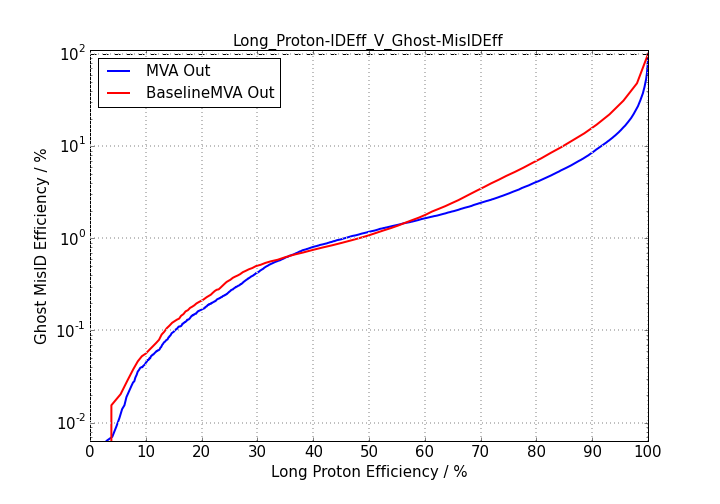 Long_Proton-IDEff_V_Ghost-MisIDEff
MVA Out
BaselineMVA Out
Ghost MisID Efficiency / %
10²
10¹
10⁰
10⁻¹
10⁻²
0 10 20 30 40 50 60 70 80 90 100
Long Proton Efficiency / %